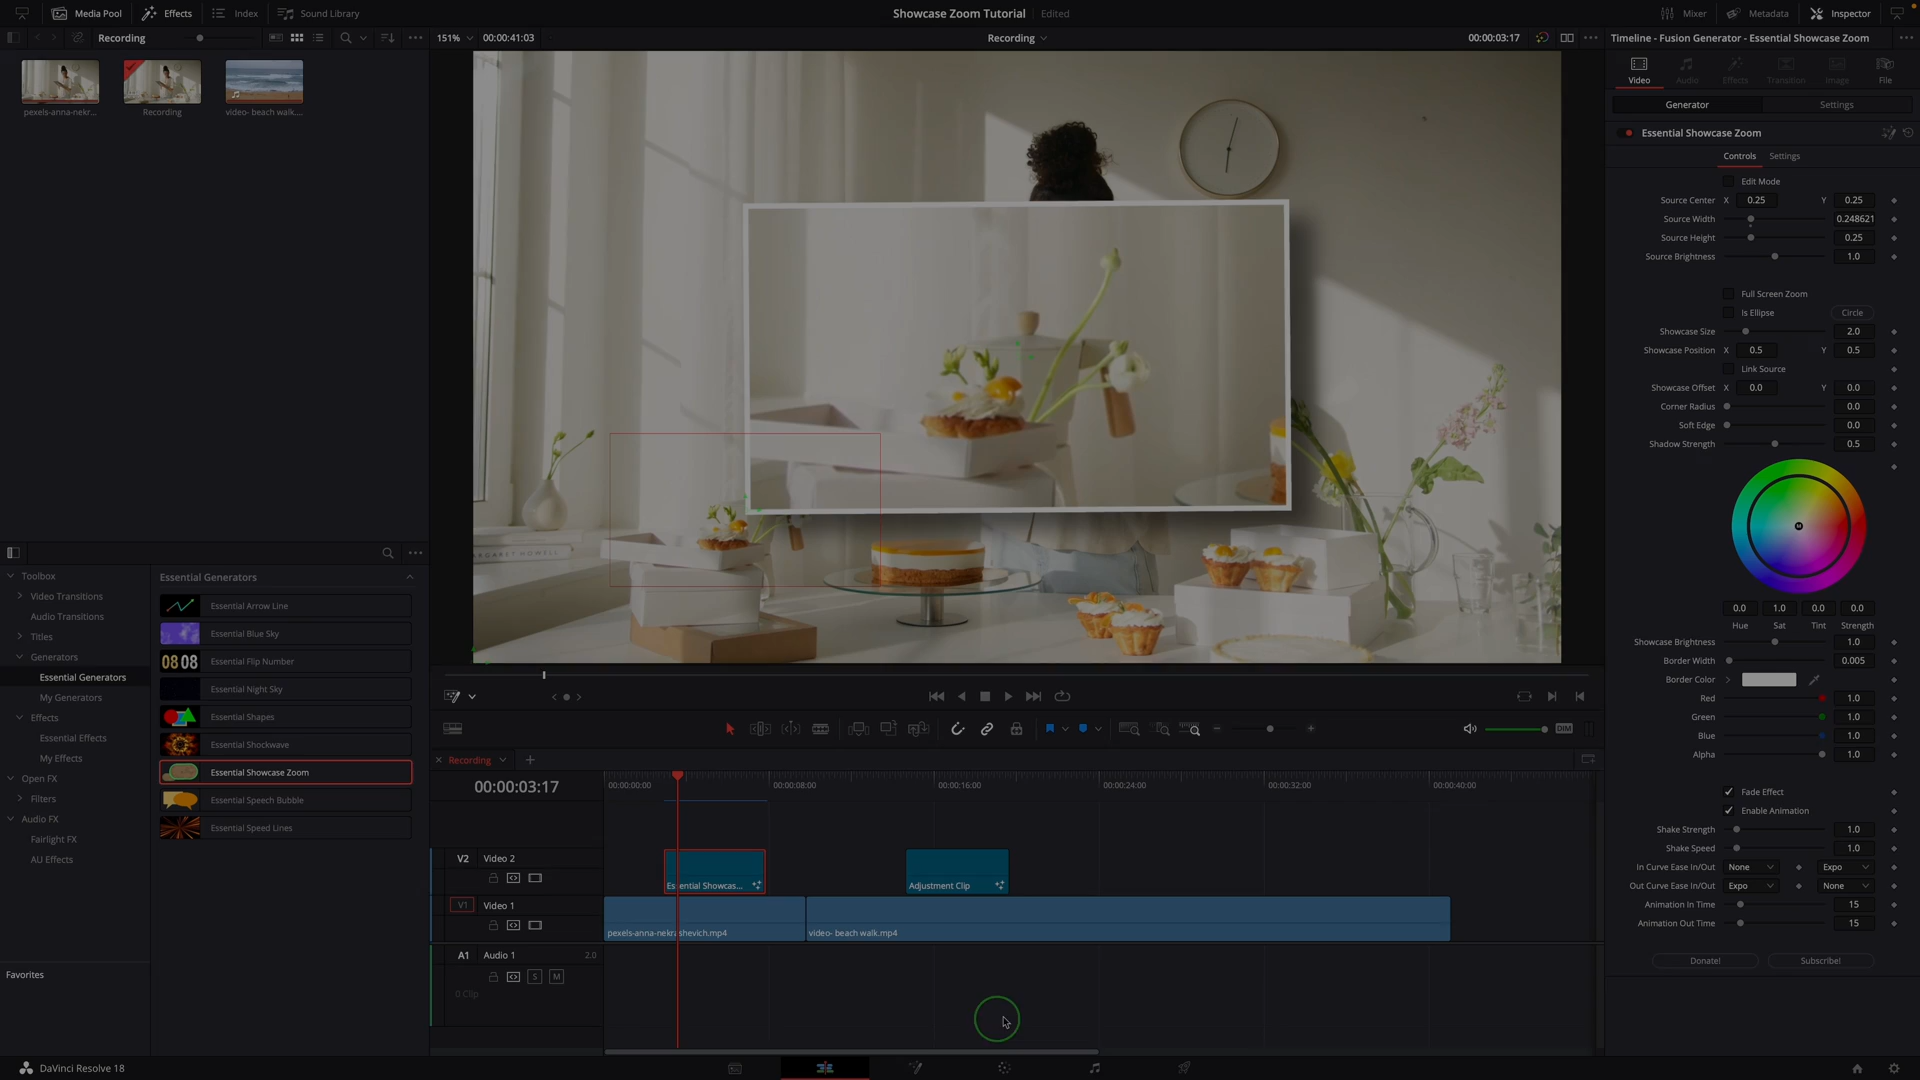 Media Pool
Effects
Index
Sound Library
Showcase Zoom Tutorial
Edited
Mixer
Metadata
Inspector
Recording
151%
00:00:41:03
Recording
00:00:03:17
Timeline - Fusion Generator - Essential Showcase Zoom
pexels-anna-nekr...
Recording
video- beach walk....
Video
Audio
Effects
Transition
Image
File
Generator
Settings
Essential Showcase Zoom
Controls
Settings
Edit Mode
Source Center X 0.25 Y 0.25
Source Width 0.248621
Source Height 0.25
Source Brightness 1.0
Full Screen Zoom
Is Ellipse Circle
Showcase Size 2.0
Showcase Position X 0.5 Y 0.5
Link Source
Showcase Offset X 0.0 Y 0.0
Corner Radius 0.0
Soft Edge 0.0
Shadow Strength 0.5
M
0.0 1.0 0.0 0.0
Hue Sat Tint Strength
Showcase Brightness 1.0
Border Width 0.005
Border Color
Red 1.0
Green 1.0
Blue 1.0
Alpha 1.0
Fade Effect
Enable Animation
Shake Strength 1.0
Shake Speed 1.0
In Curve Ease In/Out None Expo
Out Curve Ease In/Out Expo None
Animation In Time 15
Animation Out Time 15
Donate!
Subscribe!
MARGARET HOWELL
Toolbox
Video Transitions
Audio Transitions
Titles
Generators
Essential Generators
My Generators
Effects
Essential Effects
My Effects
Open FX
Filters
Audio FX
Fairlight FX
AU Effects
Favorites
Essential Generators
Essential Arrow Line
Essential Blue Sky
0808
Essential Flip Number
Essential Night Sky
Essential Shapes
Essential Shockwave
Essential Showcase Zoom
Essential Speech Bubble
Essential Speed Lines
DIM
Recording
00:00:03:17
00:00:00:00
00:00:08:00
00:00:16:00
00:00:24:00
00:00:32:00
00:00:40:00
V2 Video 2
Essential Showcas...
Adjustment Clip
V1 Video 1
pexels-anna-nekrashevich.mp4
video- beach walk.mp4
A1 Audio 1 2.0
S M
0 Clip
DaVinci Resolve 18